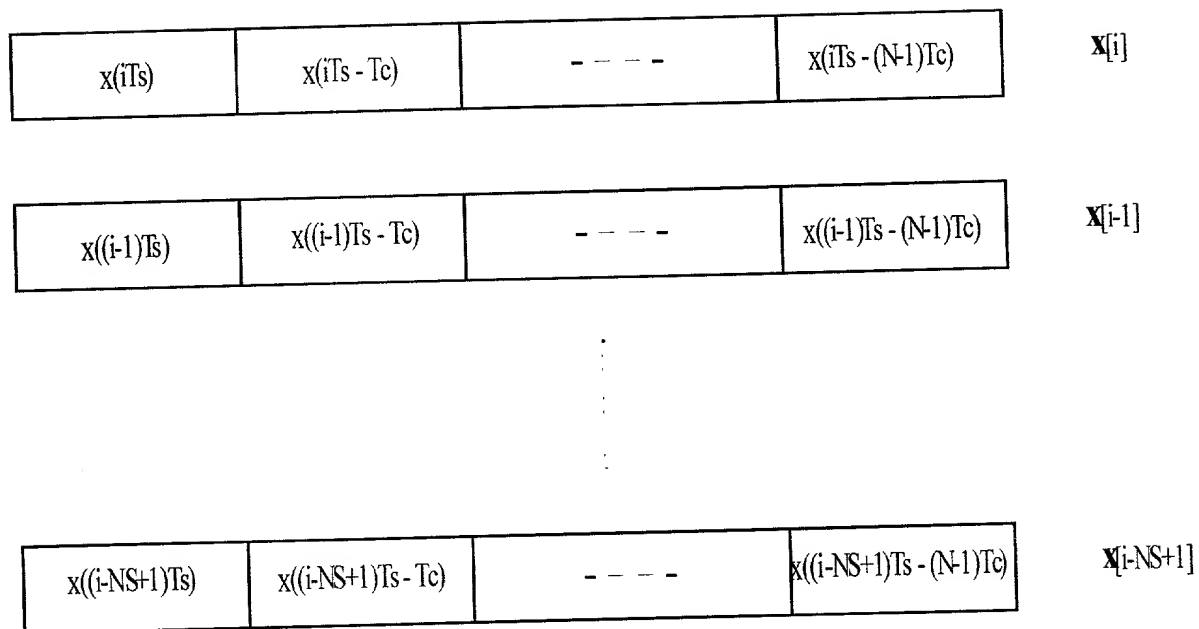 x(iTs) x(iTs - Tc) - - - - x(iTs - (N-1)Tc) x[i]
x((i-1)Ts) x((i-1)Ts - Tc) - - - - x((i-1)Ts - (N-1)Tc) x[i-1]
x((i-NS+1)Ts) x((i-NS+1)Ts - Tc) - - - - x((i-NS+1)Ts - (N-1)Tc) x[i-NS+1]